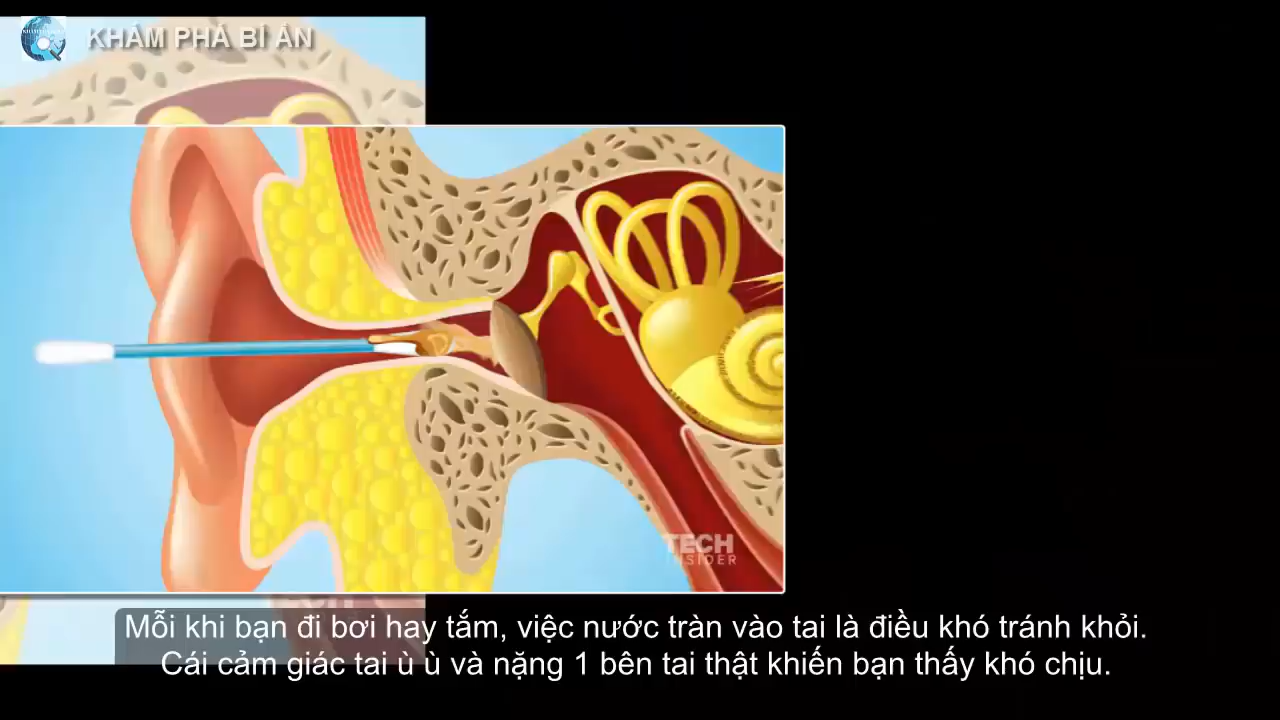 KHÁM PHÁ BÍ ẨN
TECH
INSIDER
Mỗi khi bạn đi bơi hay tắm, việc nước tràn vào tai là điều khó tránh khỏi.
Cái cảm giác tai ù ù và nặng 1 bên tai thật khiến bạn thấy khó chịu.